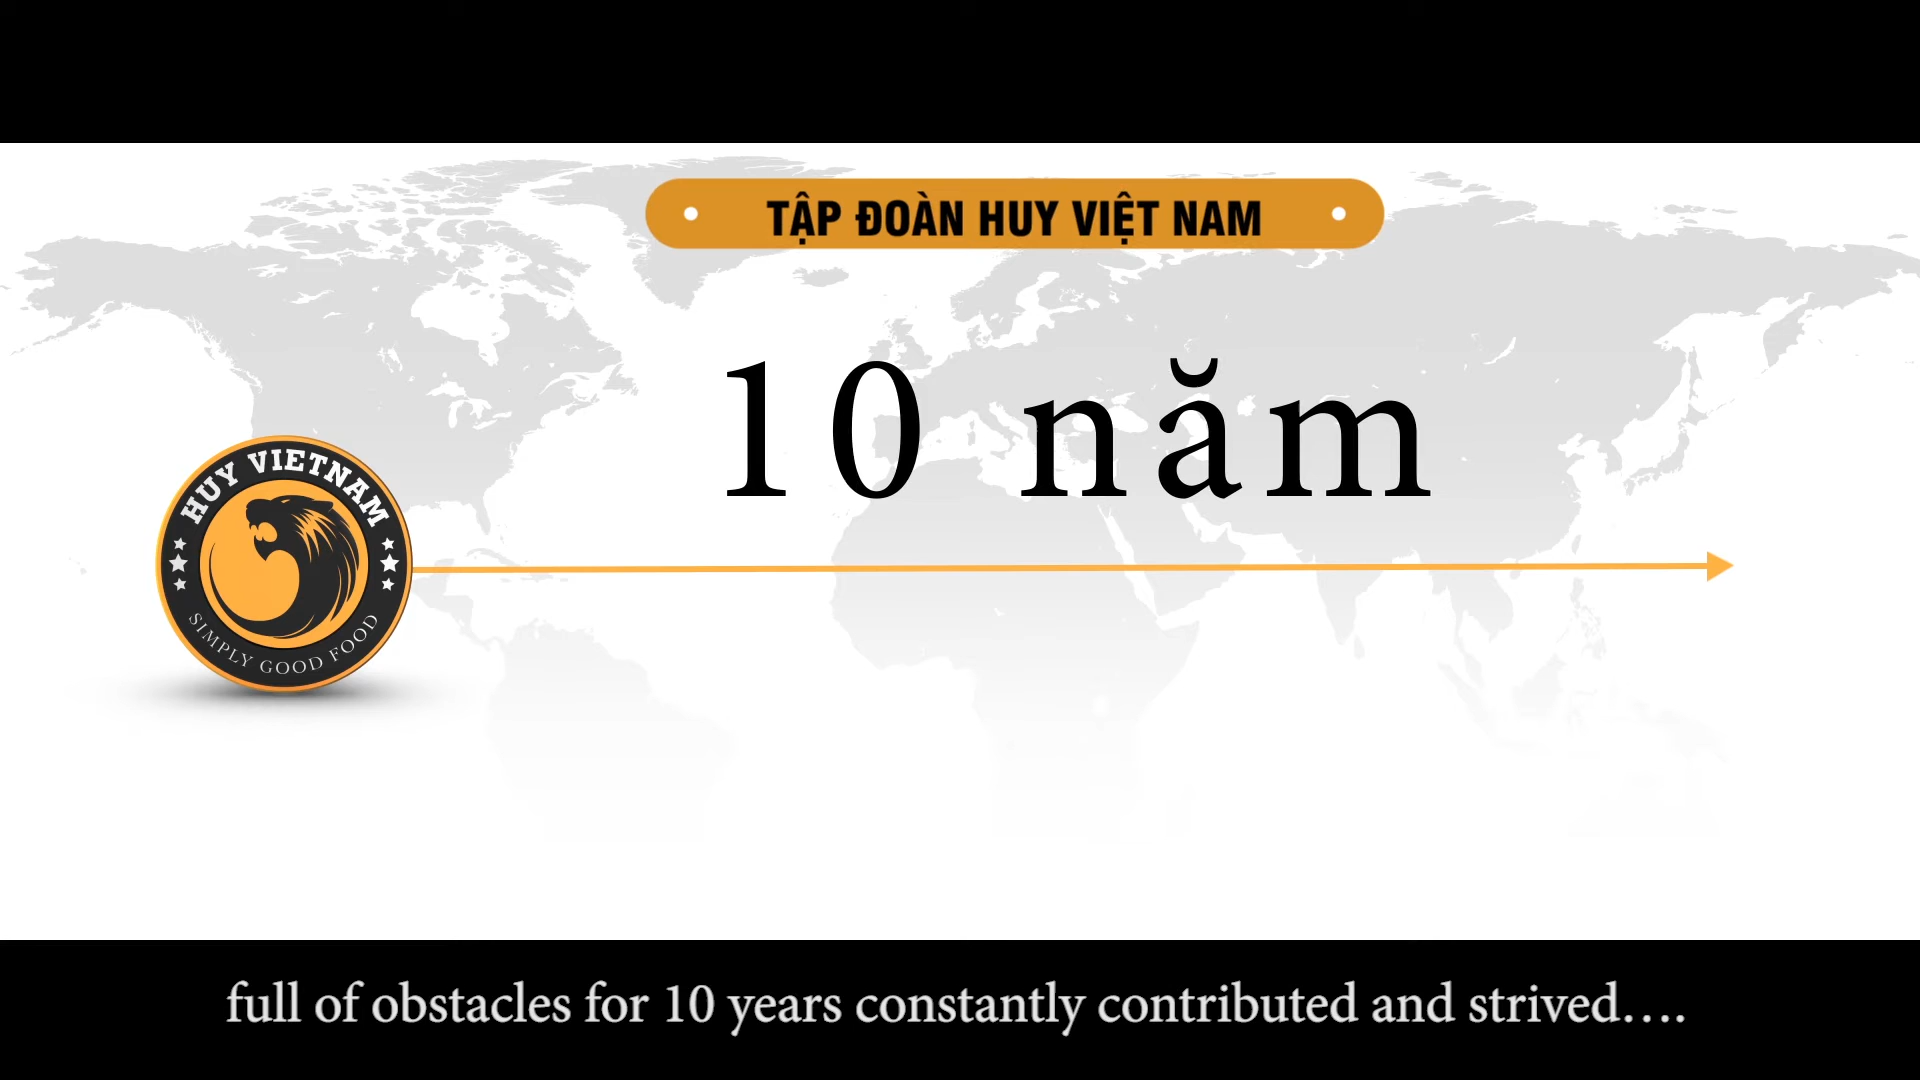 TẬP ĐOÀN HUY VIỆT NAM
10 năm
HUY VIETNAM
SIMPLY GOOD FOOD
full of obstacles for 10 years constantly contributed and strived….